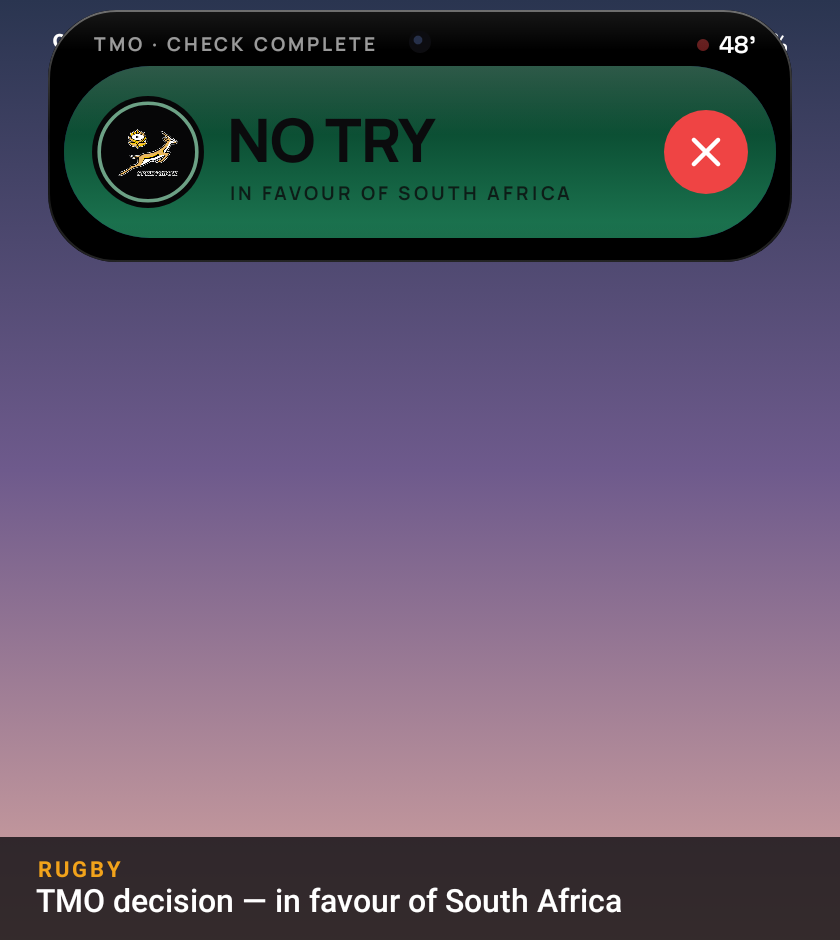 TMO · CHECK COMPLETE
48’
NO TRY
IN FAVOUR OF SOUTH AFRICA
RUGBY
TMO decision — in favour of South Africa